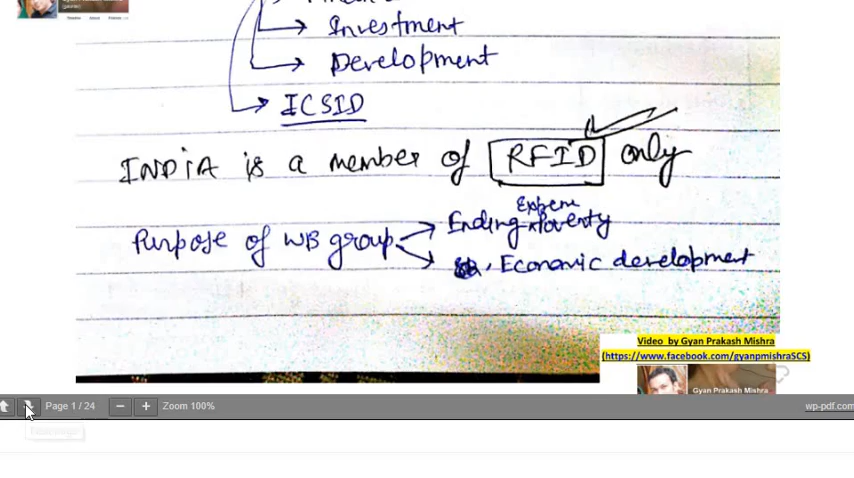 Investment
Development
ICSID
INDIA is a member of RFID only
Extreme
Purpose of WB group Ending Poverty
Economic development
Video by Gyan Prakash Mishra
(https://www.facebook.com/gyanpmishraSCS)
Gyan Prakash Mishra
Page 1 / 24
Zoom 100%
wp-pdf.com